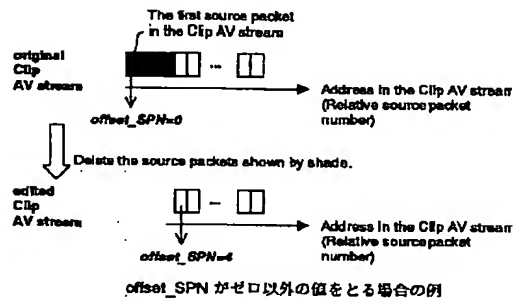 The first source packet
in the Clip AV stream
original
Clip
AV stream
...
Address in the Clip AV stream
(Relative source packet
number)
offset_SPN=0
Delete the source packets shown by shade.
edited
Clip
AV stream
...
Address in the Clip AV stream
(Relative source packet
number)
offset_SPN=4
offset_SPN がゼロ以外の値をとる場合の例